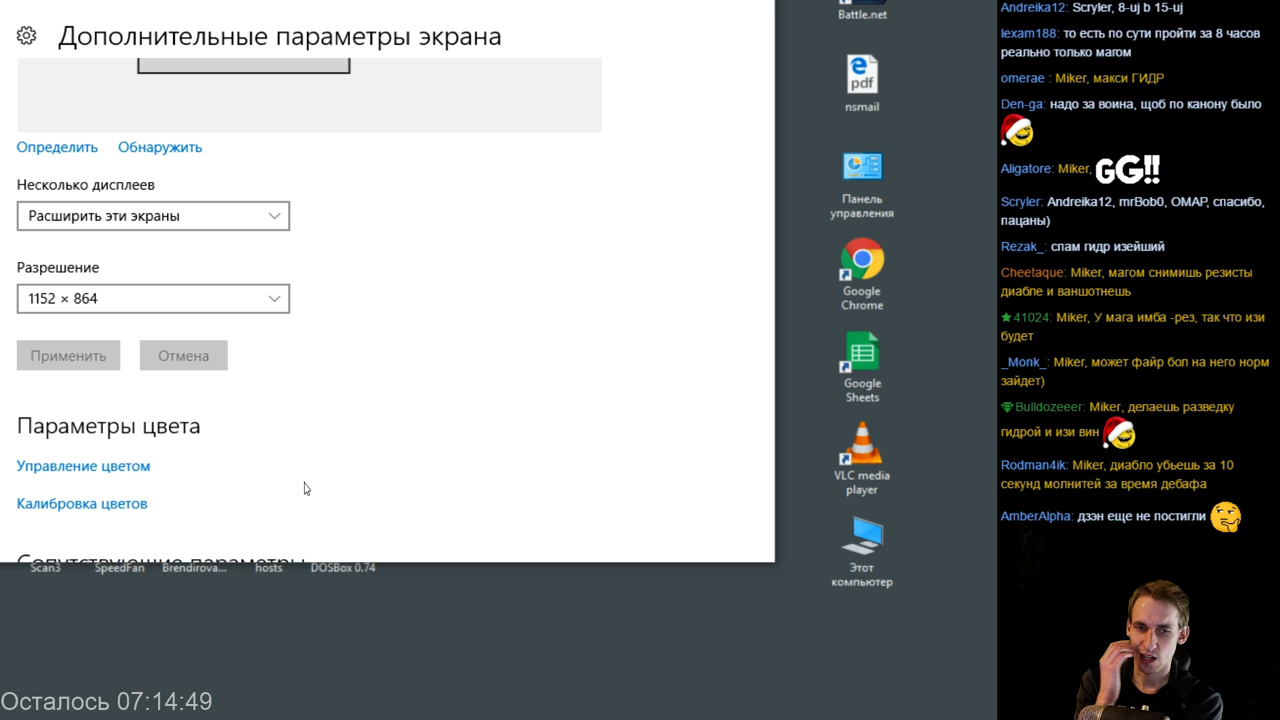 Дополнительные параметры экрана
Определить
Обнаружить
Несколько дисплеев
Расширить эти экраны
Разрешение
1152 × 864
Применить
Отмена
Параметры цвета
Управление цветом
Калибровка цветов
Сопутствующие параметры
Scan3
SpeedFan
Brendirova...
hosts
DOSBox 0.74
Battle.net
pdf
nsmail
Панель
управления
Google
Chrome
Google
Sheets
VLC media
player
Этот
компьютер
Осталось 07:14:49
Andreika12: Scryler, 8-uj b 15-uj
lexam188: то есть по сути пройти за 8 часов
реально только магом
omerae : Miker, макси ГИДР
Den-ga: надо за воина, щоб по канону было
Aligatore: Miker, GG!!
Scryler: Andreika12, mrBob0, OMAP, спасибо,
пацаны)
Rezak_: спам гидр изейший
Cheetaque: Miker, магом снимишь резисты
диабле и ваншотнешь
41024: Miker, У мага имба -рез, так что изи
будет
_Monk_: Miker, может файр бол на него норм
зайдет)
Bulldozeeer: Miker, делаешь разведку
гидрой и изи вин
Rodman4ik: Miker, диабло убьешь за 10
секунд молнитей за время дебафа
AmberAlpha: дзэн еще не постигли